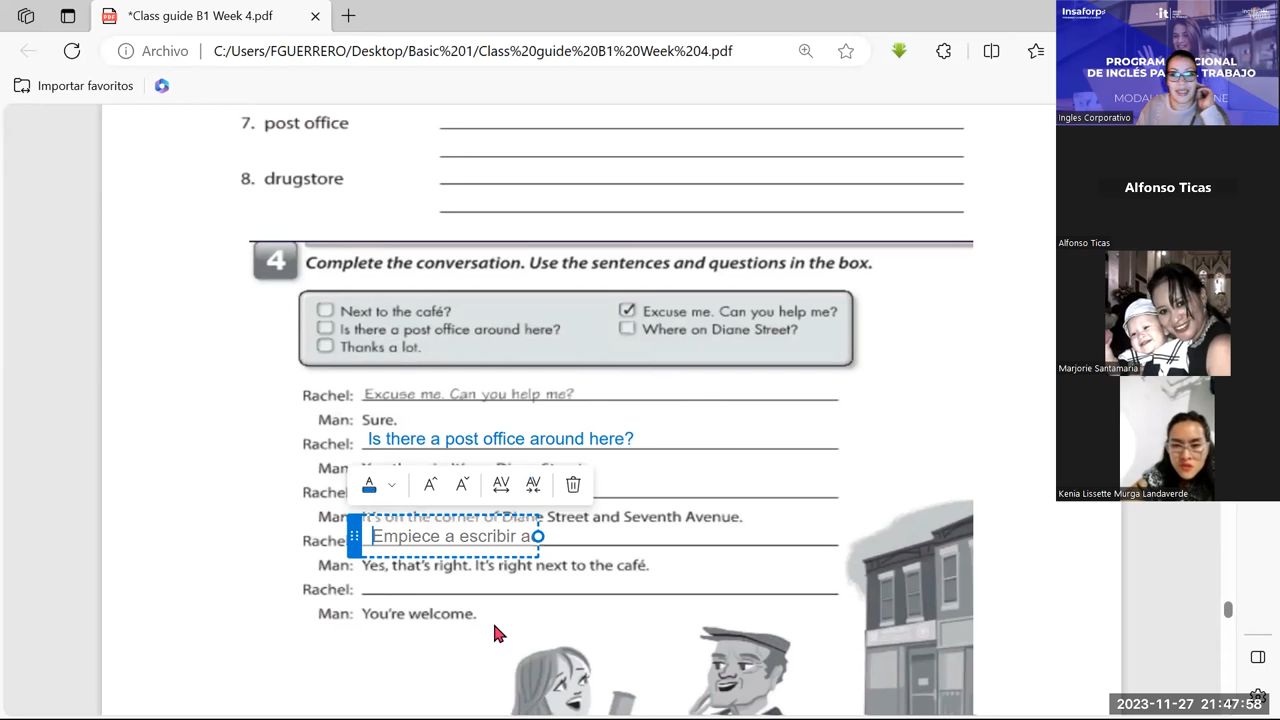 *Class guide B1 Week 4.pdf
Archivo
C:/Users/FGUERRERO/Desktop/Basic%201/Class%20guide%20B1%20Week%204.pdf
Importar favoritos
7. post office
8. drugstore
4 Complete the conversation. Use the sentences and questions in the box.
Next to the café?
Excuse me. Can you help me?
Is there a post office around here?
Where on Diane Street?
Thanks a lot.
Rachel: Excuse me. Can you help me?
Man: Sure.
Rachel: Is there a post office around here?
Man
Rache
Man: It's on the corner of Diane Street and Seventh Avenue.
Rache Empiece a escribir a
Man: Yes, that's right. It's right next to the café.
Rachel:
Man: You're welcome.
Insaforp
Ingles Corporativo
Alfonso Ticas
Alfonso Ticas
Marjorie Santamaria
Kenia Lissette Murga Landaverde
2023-11-27 21:47:58